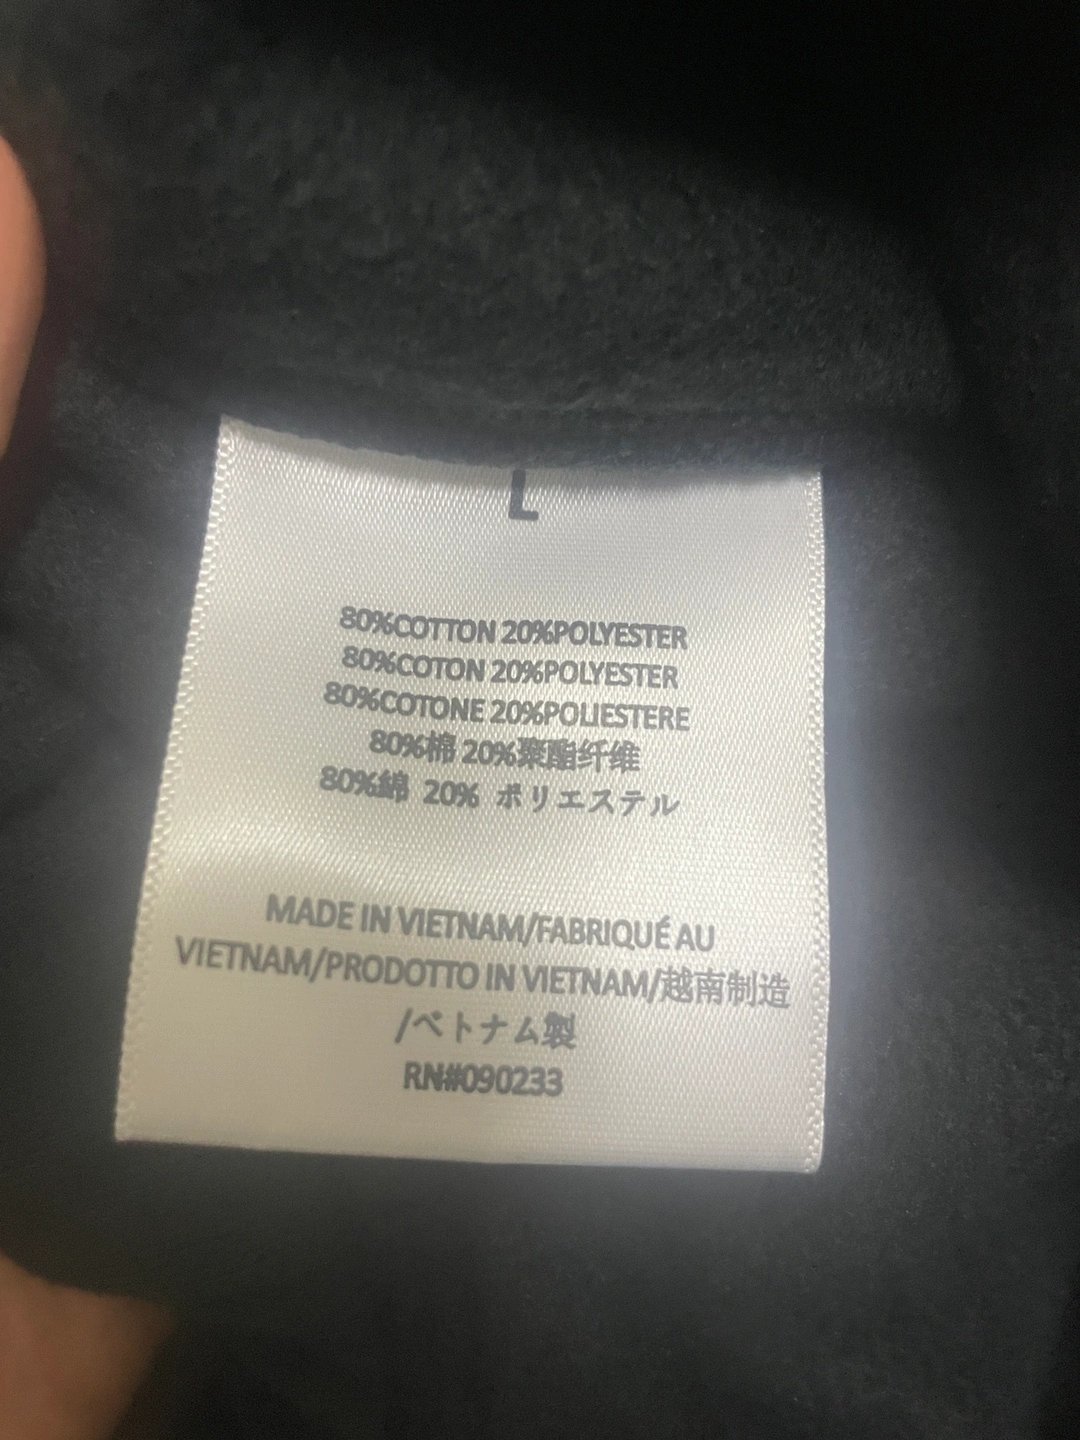 L
80%COTTON 20%POLYESTER
80%COTON 20%POLYESTER
80%COTONE 20%POLIESTERE
80%棉 20%聚酯纤维
80%綿 20% ポリエステル
MADE IN VIETNAM/FABRIQUÉ AU
VIETNAM/PRODOTTO IN VIETNAM/越南制造
/ベトナム製
RN#090233